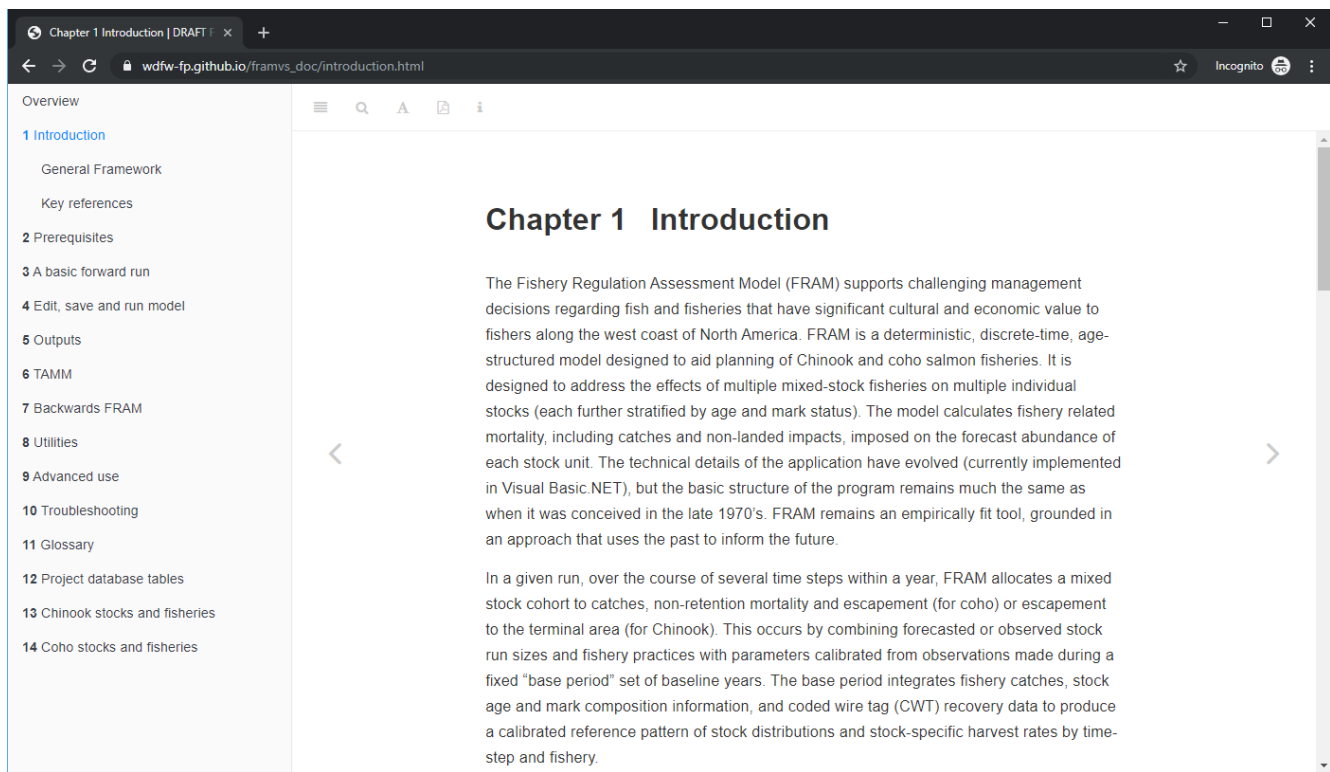 Chapter 1 Introduction | DRAFT F
wdfw-fp.github.io/framvs_doc/introduction.html
Incognito
Overview
1 Introduction
General Framework
Key references
2 Prerequisites
3 A basic forward run
4 Edit, save and run model
5 Outputs
6 TAMM
7 Backwards FRAM
8 Utilities
9 Advanced use
10 Troubleshooting
11 Glossary
12 Project database tables
13 Chinook stocks and fisheries
14 Coho stocks and fisheries
Chapter 1 Introduction
The Fishery Regulation Assessment Model (FRAM) supports challenging management
decisions regarding fish and fisheries that have significant cultural and economic value to
fishers along the west coast of North America. FRAM is a deterministic, discrete-time, age-
structured model designed to aid planning of Chinook and coho salmon fisheries. It is
designed to address the effects of multiple mixed-stock fisheries on multiple individual
stocks (each further stratified by age and mark status). The model calculates fishery related
mortality, including catches and non-landed impacts, imposed on the forecast abundance of
each stock unit. The technical details of the application have evolved (currently implemented
in Visual Basic.NET), but the basic structure of the program remains much the same as
when it was conceived in the late 1970's. FRAM remains an empirically fit tool, grounded in
an approach that uses the past to inform the future.
In a given run, over the course of several time steps within a year, FRAM allocates a mixed
stock cohort to catches, non-retention mortality and escapement (for coho) or escapement
to the terminal area (for Chinook). This occurs by combining forecasted or observed stock
run sizes and fishery practices with parameters calibrated from observations made during a
fixed “base period” set of baseline years. The base period integrates fishery catches, stock
age and mark composition information, and coded wire tag (CWT) recovery data to produce
a calibrated reference pattern of stock distributions and stock-specific harvest rates by time-
step and fishery.